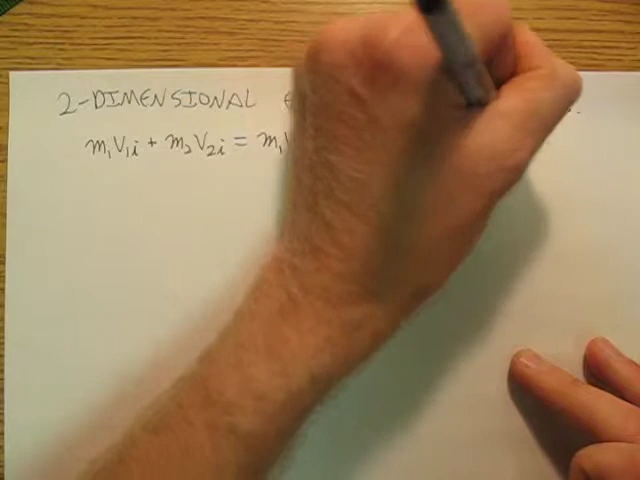 2-DIMENSIONAL
m₁V₁i + m₂V₂i = m₁